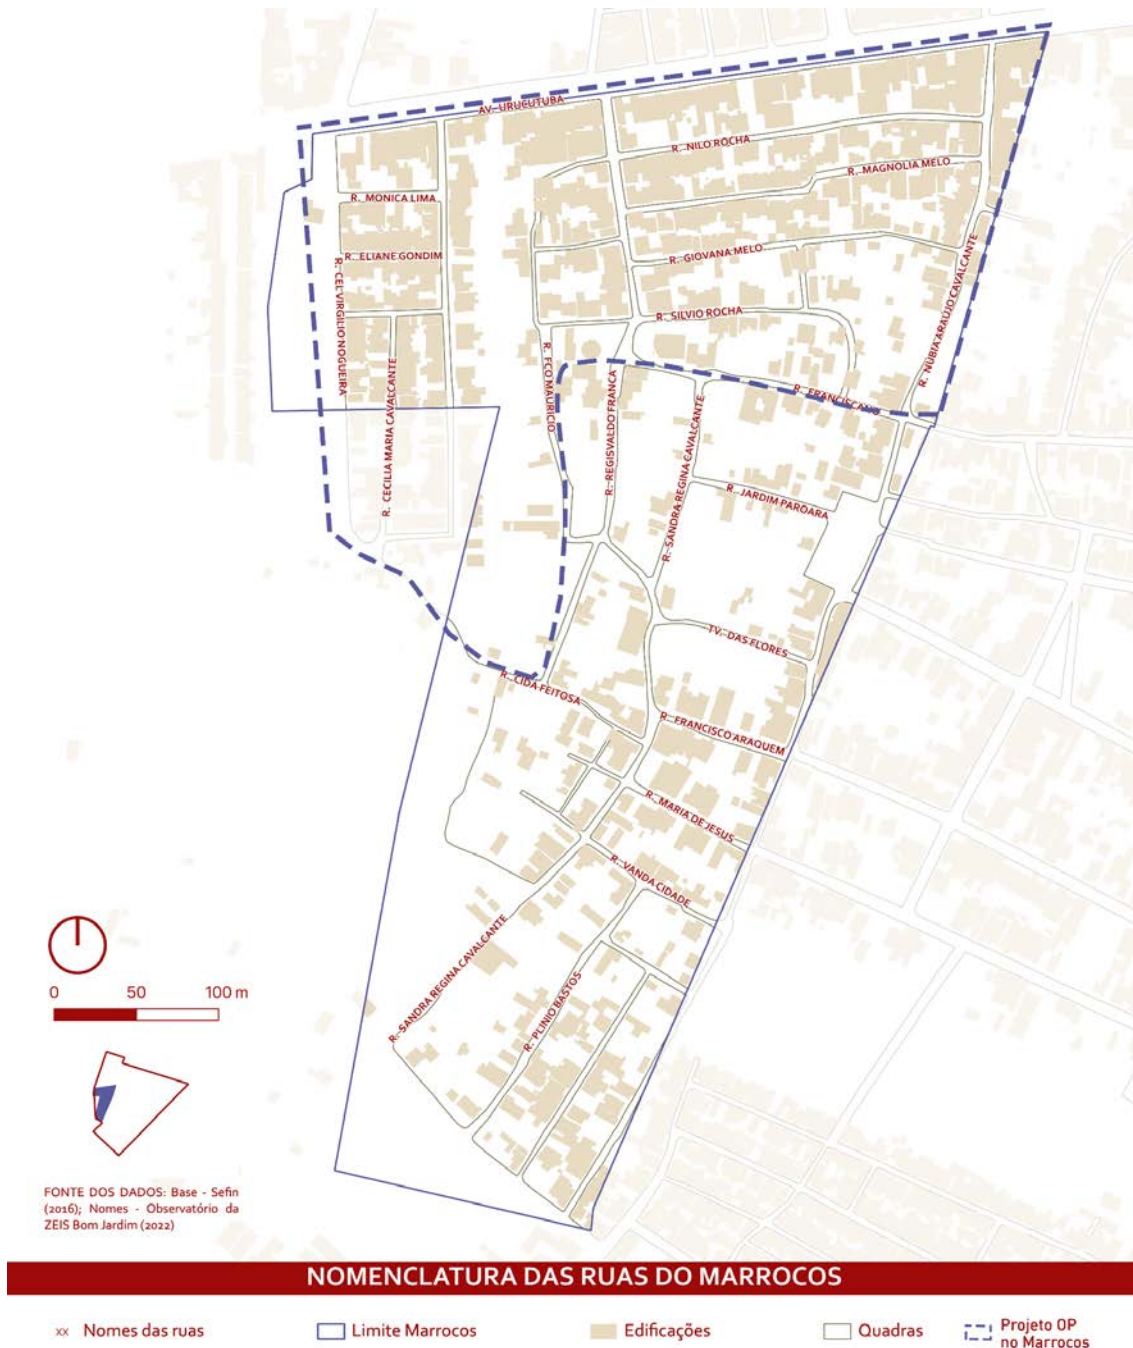 AV. URUCUTUBA
R. NILO ROCHA
R. MAGNOLIA MELO
R. MONICA LIMA
R. ELIANE GONDIM
R. GIOVANA MELO
R. CEL VIRGILIO NOGUEIRA
R. NÚBIA ARAÚJO CAVALCANTE
R. SILVIO ROCHA
R. FCO MAURICIO
R. CECILIA MARIA CAVALCANTE
R. REGISVALDO FRANCA
R. SANDRA REGINA CAVALCANTE
R. FRANCISCANO
R. JARDIM PAROARA
TV. DAS FLORES
R. CIDA FEITOSA
R. FRANCISCO ARAQUEM
R. MARIA DE JESUS
R. VANDA CIDADE
R. SANDRA REGINA CAVALCANTE
R. PLINIO BASTOS
0 50 100 m
FONTE DOS DADOS: Base - Sefin
(2016); Nomes - Observatório da
ZEIS Bom Jardim (2022)
NOMENCLATURA DAS RUAS DO MARROCOS
xx Nomes das ruas
Limite Marrocos
Edificações
Quadras
Projeto OP
no Marrocos